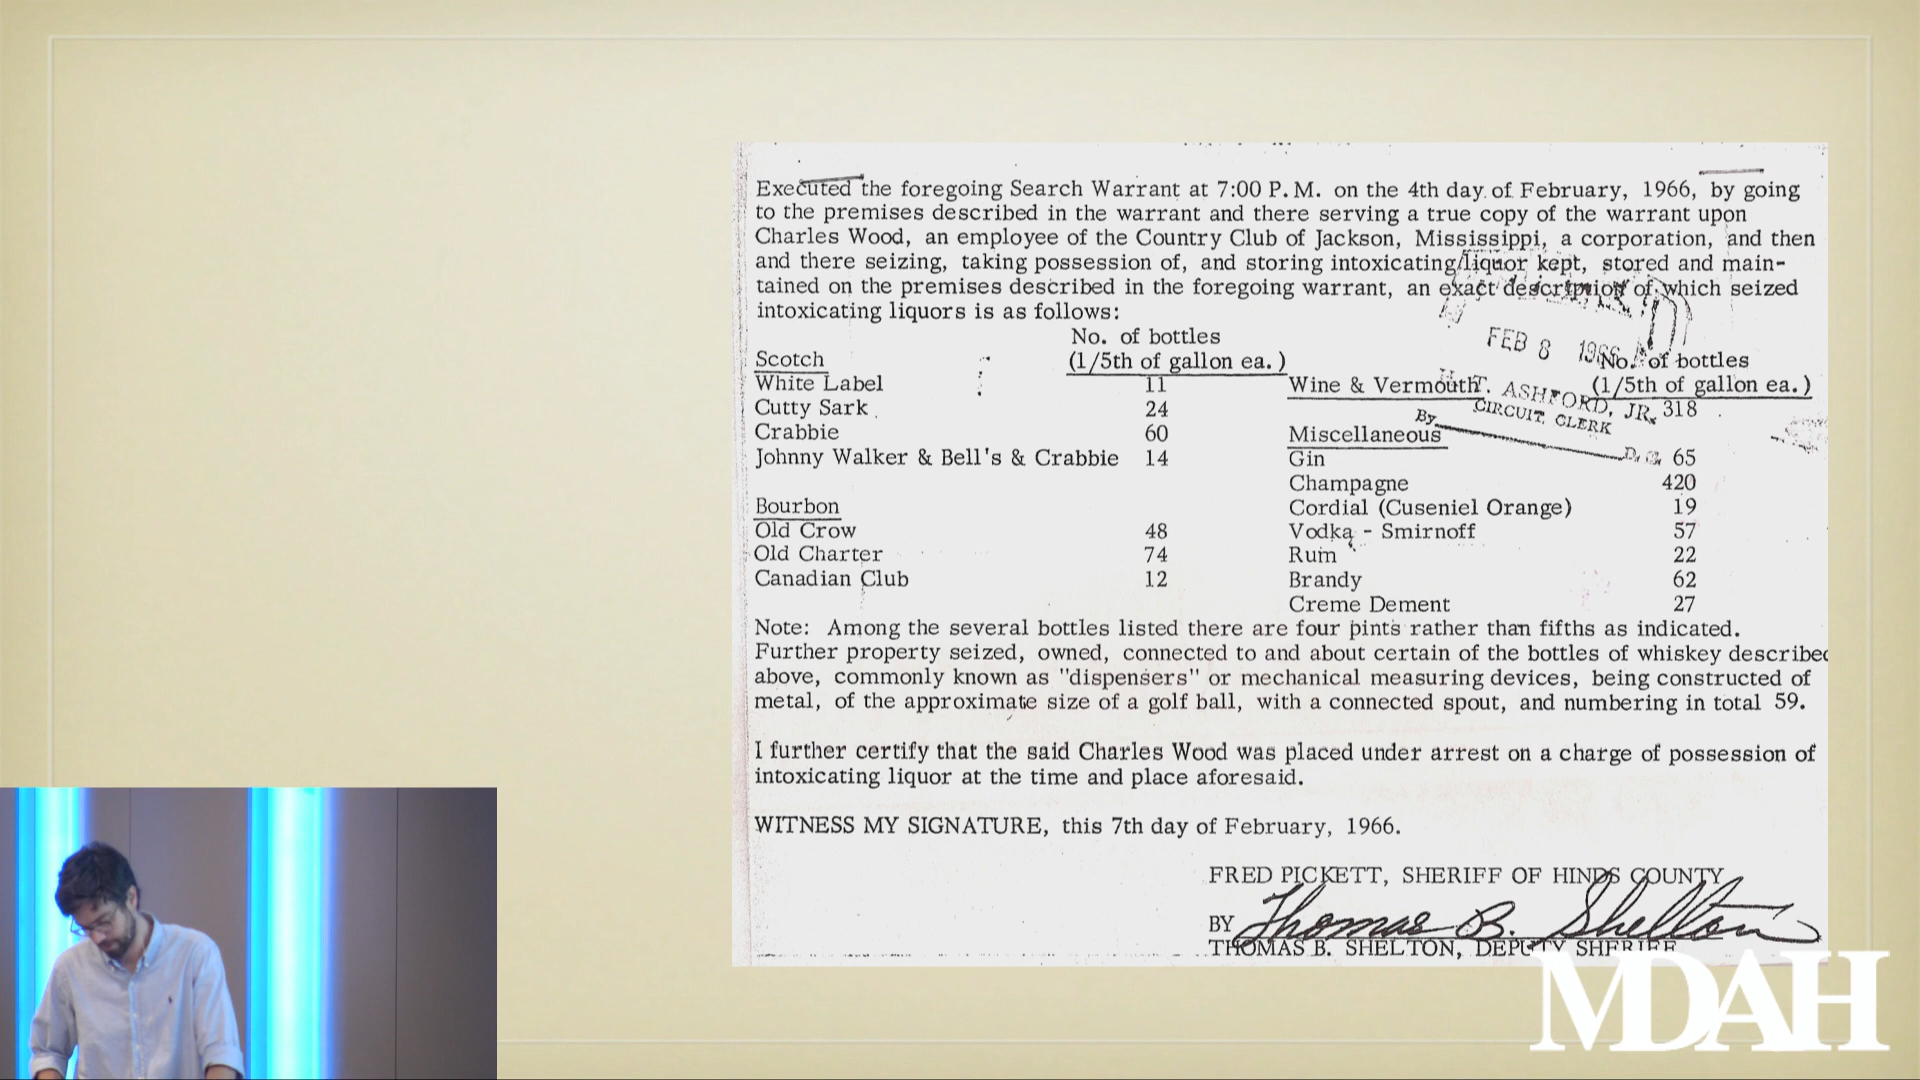 Executed the foregoing Search Warrant at 7:00 P.M. on the 4th day of February, 1966, by going
to the premises described in the warrant and there serving a true copy of the warrant upon
Charles Wood, an employee of the Country Club of Jackson, Mississippi, a corporation, and then
and there seizing, taking possession of, and storing intoxicating/liquor kept, stored and main-
tained on the premises described in the foregoing warrant, an exact description of which seized
intoxicating liquors is as follows:
No. of bottles
Scotch (1/5th of gallon ea.)
White Label 11
Cutty Sark 24
Crabbie 60
Johnny Walker & Bell's & Crabbie 14
Bourbon
Old Crow 48
Old Charter 74
Canadian Club 12
FEB 8 1966
No. of bottles
Wine & Vermouth (1/5th of gallon ea.)
318
T. ASHFORD, JR.
CIRCUIT CLERK
By D. C.
Miscellaneous
Gin 65
Champagne 420
Cordial (Cuseniel Orange) 19
Vodka - Smirnoff 57
Rum 22
Brandy 62
Creme Dement 27
Note: Among the several bottles listed there are four pints rather than fifths as indicated.
Further property seized, owned, connected to and about certain of the bottles of whiskey described
above, commonly known as "dispensers" or mechanical measuring devices, being constructed of
metal, of the approximate size of a golf ball, with a connected spout, and numbering in total 59.
I further certify that the said Charles Wood was placed under arrest on a charge of possession of
intoxicating liquor at the time and place aforesaid.
WITNESS MY SIGNATURE, this 7th day of February, 1966.
FRED PICKETT, SHERIFF OF HINDS COUNTY
BY Thomas B. Shelton
THOMAS B. SHELTON, DEPUTY SHERIFF
MDAH